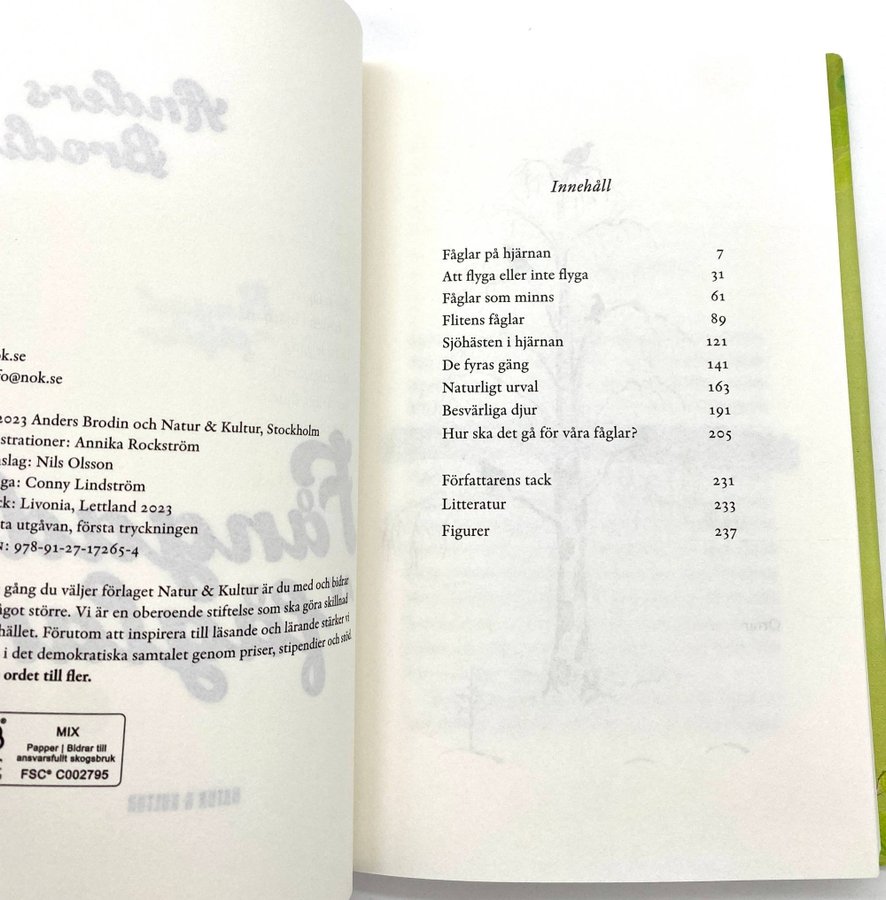 Anders
Brodi
k.se
fo@nok.se
2023 Anders Brodin och Natur & Kultur, Stockholm
strationer: Annika Rockström
slag: Nils Olsson
ga: Conny Lindström
ck: Livonia, Lettland 2023
ta utgåvan, första tryckningen
N: 978-91-27-17265-4
gång du väljer förlaget Natur & Kultur är du med och bidrar
got större. Vi är en oberoende stiftelse som ska göra skillnad
hället. Förutom att inspirera till läsande och lärande stärker vi
i det demokratiska samtalet genom priser, stipendier och stöd.
ordet till fler.
MIX
Papper | Bidrar till
ansvarsfullt skogsbruk
FSC® C002795
NATUR & KULTUR
Innehåll
Fåglar på hjärnan 7
Att flyga eller inte flyga 31
Fåglar som minns 61
Flitens fåglar 89
Sjöhästen i hjärnan 121
De fyras gäng 141
Naturligt urval 163
Besvärliga djur 191
Hur ska det gå för våra fåglar? 205
Författarens tack 231
Litteratur 233
Figurer 237